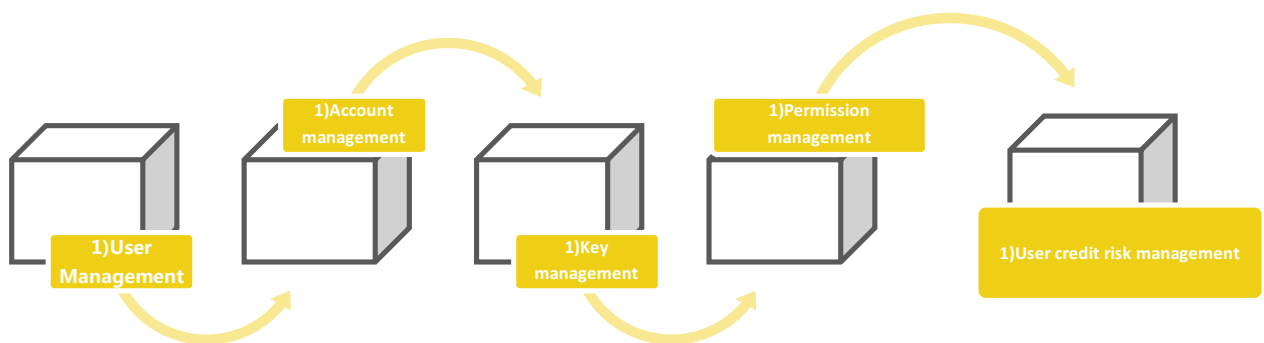 1)User
Management
1)Account
management
1)Key
management
1)Permission
management
1)User credit risk management